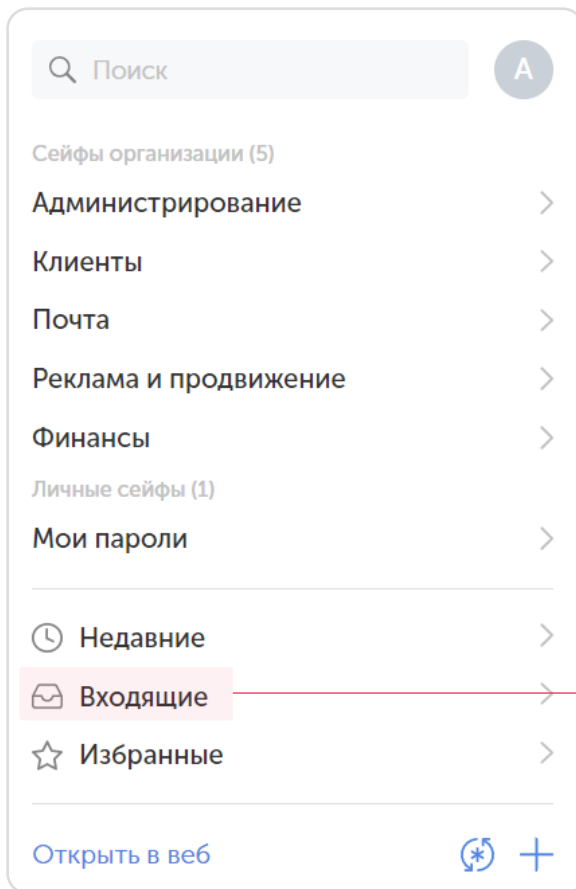 Поиск
А
Сейфы организации (5)
Администрирование
Клиенты
Почта
Реклама и продвижение
Финансы
Личные сейфы (1)
Мои пароли
Недавние
Входящие
Избранные
Открыть в веб